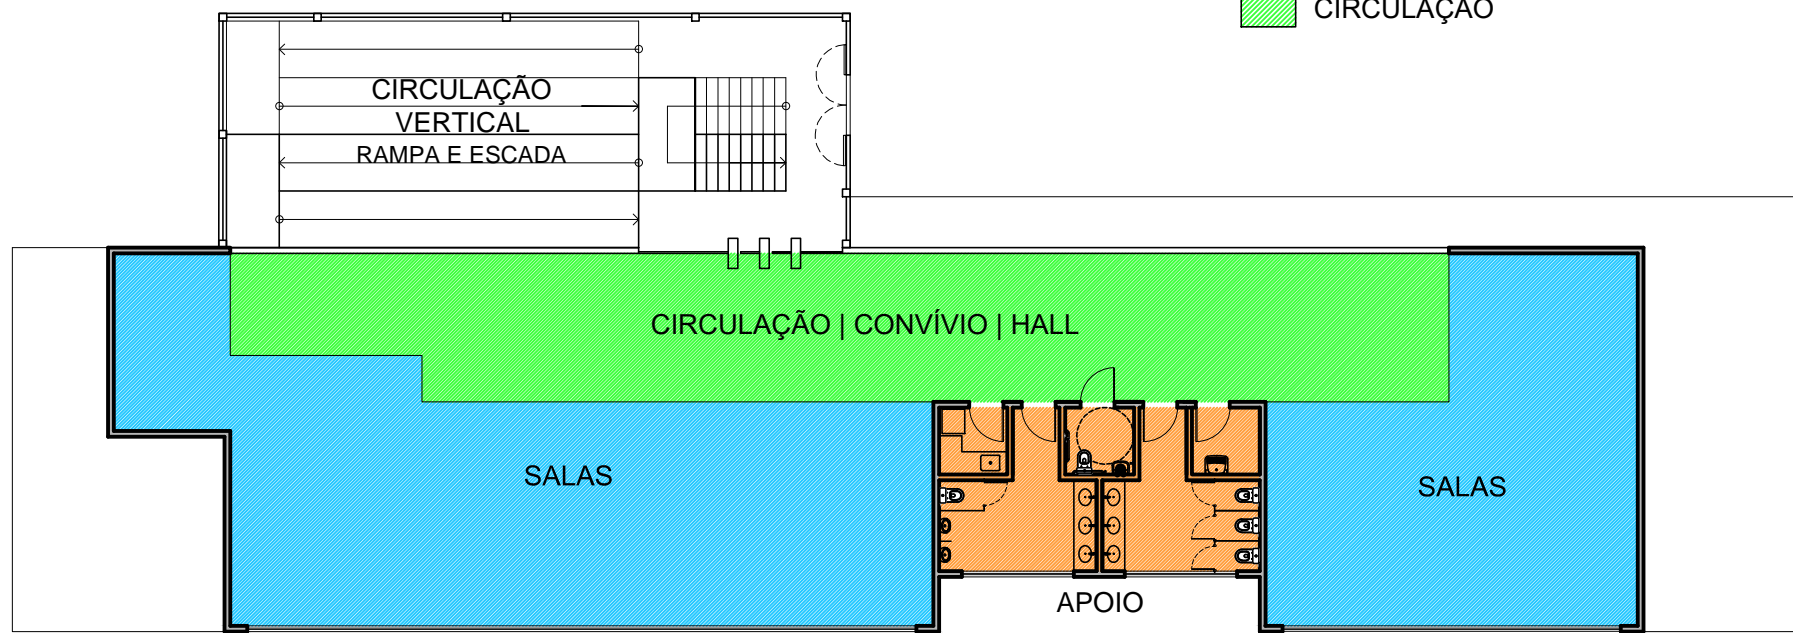 CIRCULAÇÃO
CIRCULAÇÃO
VERTICAL
RAMPA E ESCADA
CIRCULAÇÃO | CONVÍVIO | HALL
SALAS
SALAS
APOIO